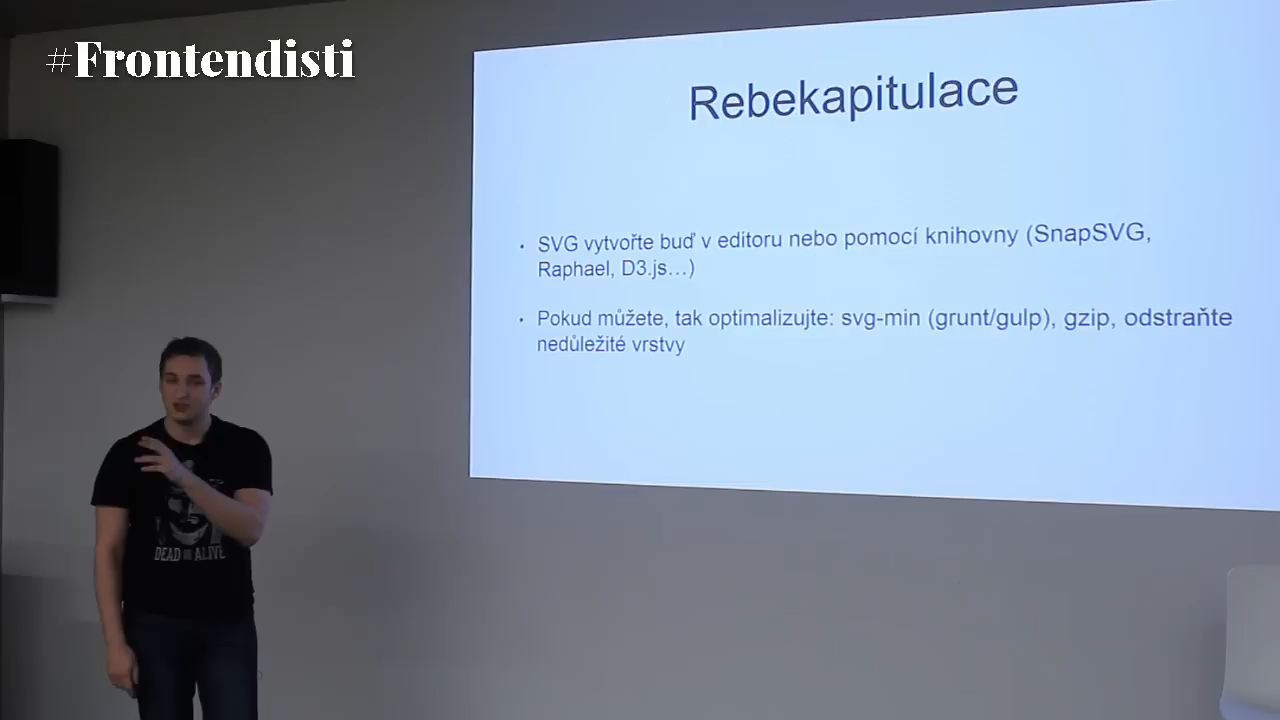 #Frontendisti
Rebekapitulace
• SVG vytvořte buď v editoru nebo pomocí knihovny (SnapSVG,
Raphael, D3.js…)
• Pokud můžete, tak optimalizujte: svg-min (grunt/gulp), gzip, odstraňte
nedůležité vrstvy
DEAD OR ALIVE